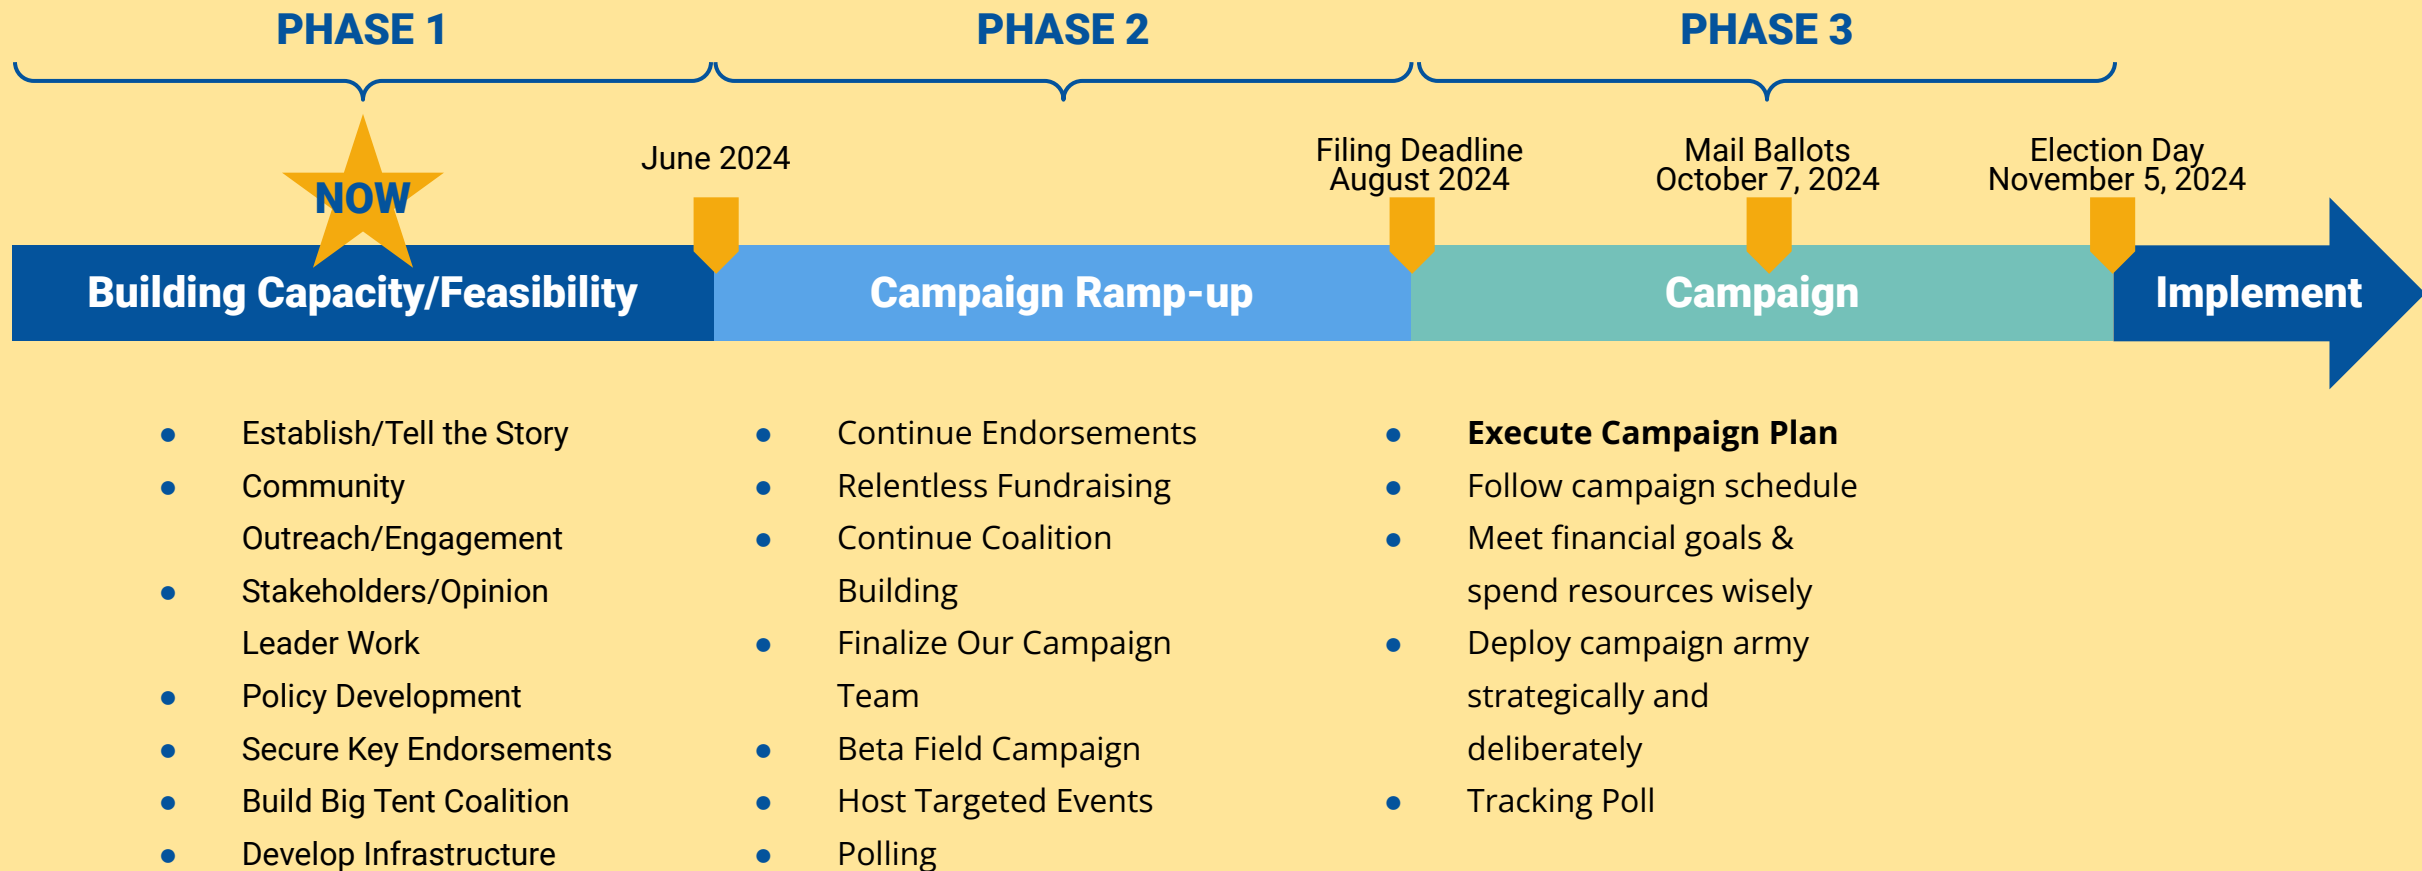 PHASE 1
PHASE 2
PHASE 3
NOW
June 2024
Filing Deadline
August 2024
Mail Ballots
October 7, 2024
Election Day
November 5, 2024
Building Capacity/Feasibility
Campaign Ramp-up
Campaign
Implement
● Establish/Tell the Story
● Community
Outreach/Engagement
● Stakeholders/Opinion
Leader Work
● Policy Development
● Secure Key Endorsements
● Build Big Tent Coalition
● Develop Infrastructure
● Continue Endorsements
● Relentless Fundraising
● Continue Coalition
Building
● Finalize Our Campaign
Team
● Beta Field Campaign
● Host Targeted Events
● Polling
● Execute Campaign Plan
● Follow campaign schedule
● Meet financial goals &
spend resources wisely
● Deploy campaign army
strategically and
deliberately
● Tracking Poll